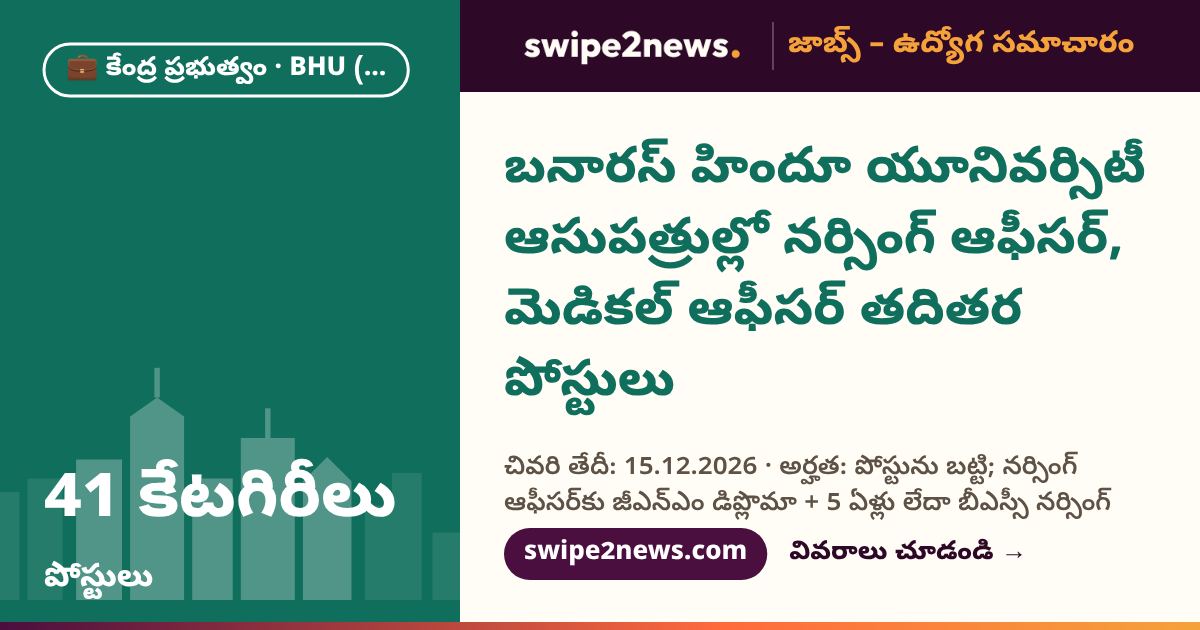 💼 కేంద్ర ప్రభుత్వం · BHU (...
swipe2news.
జాబ్స్ – ఉద్యోగ సమాచారం
బనారస్ హిందూ యూనివర్సిటీ
ఆసుపత్రుల్లో నర్సింగ్ ఆఫీసర్,
మెడికల్ ఆఫీసర్ తదితర
పోస్టులు
చివరి తేదీ: 15.12.2026 · అర్హత: పోస్టును బట్టి; నర్సింగ్
ఆఫీసర్‌కు జీఎన్ఎం డిప్లొమా + 5 ఏళ్లు లేదా బీఎస్సీ నర్సింగ్
swipe2news.com
వివరాలు చూడండి →
41 కేటగిరీలు
పోస్టులు